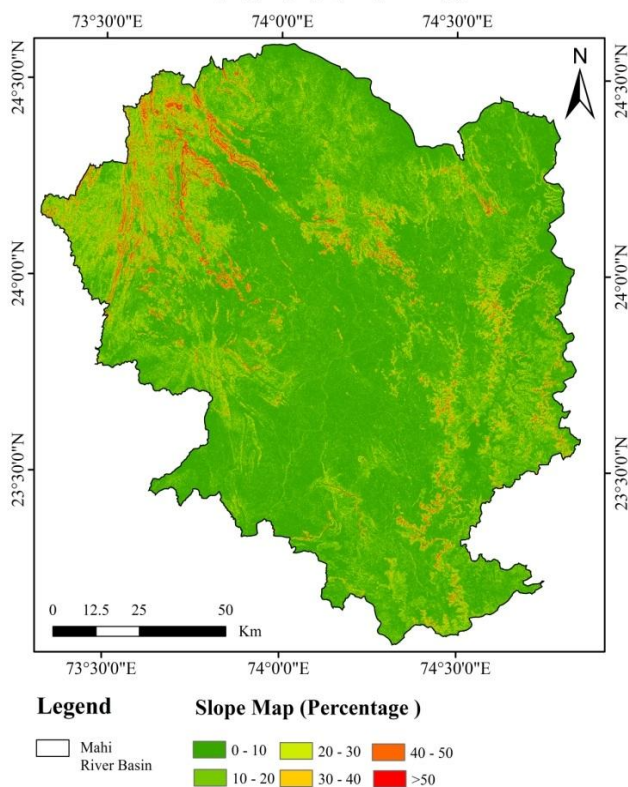 73°30'0"E 74°0'0"E 74°30'0"E
24°30'0"N
24°30'0"N
N
24°0'0"N
24°0'0"N
23°30'0"N
23°30'0"N
0 12.5 25 50
Km
73°30'0"E 74°0'0"E 74°30'0"E
Legend
Slope Map (Percentage )
Mahi
River Basin
0 - 10
20 - 30
40 - 50
10 - 20
30 - 40
>50